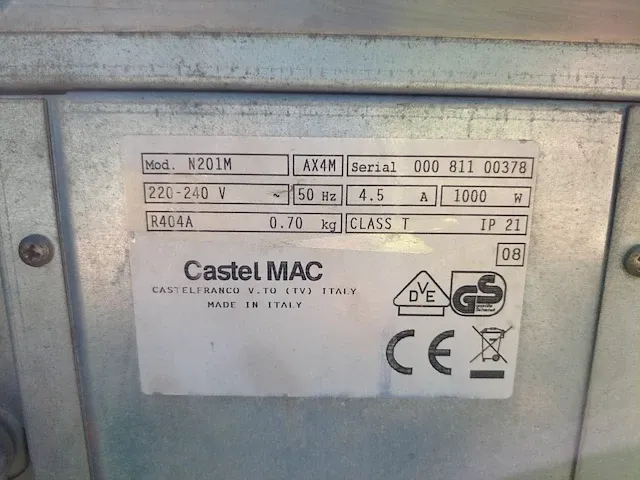 Mod. N201M AX4M Serial 000 811 00378
220-240 V ~ 50 Hz 4.5 A 1000 W
R404A 0.70 kg CLASS T IP 21
08
Castel MAC
CASTELFRANCO V.TO (TV) ITALY
MADE IN ITALY
DVE GS
CE